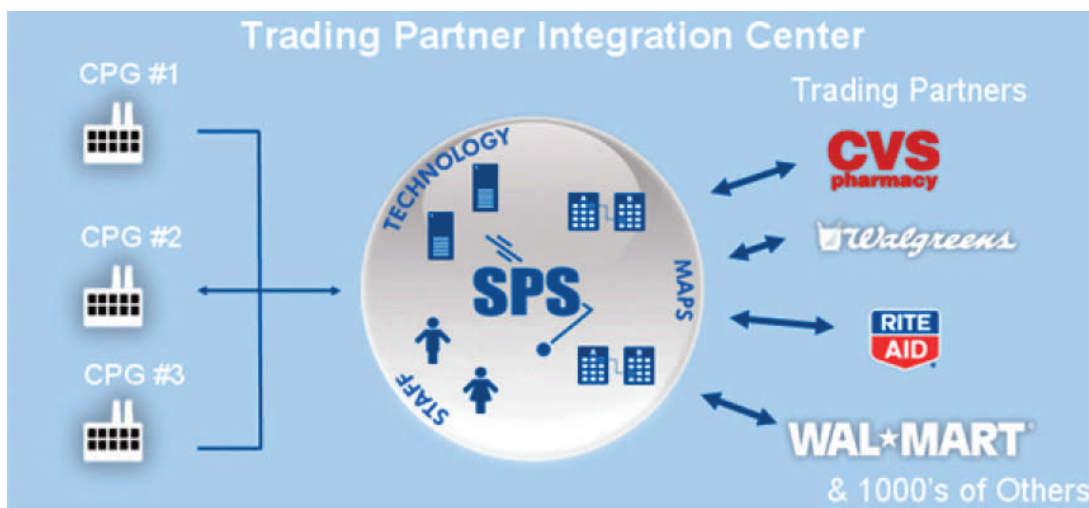 Trading Partner Integration Center
CPG #1
CPG #2
CPG #3
TECHNOLOGY
SPS
MAPS
STAFF
Trading Partners
CVS
pharmacy
Walgreens
RITE
AID
WAL★MART
& 1000's of Others